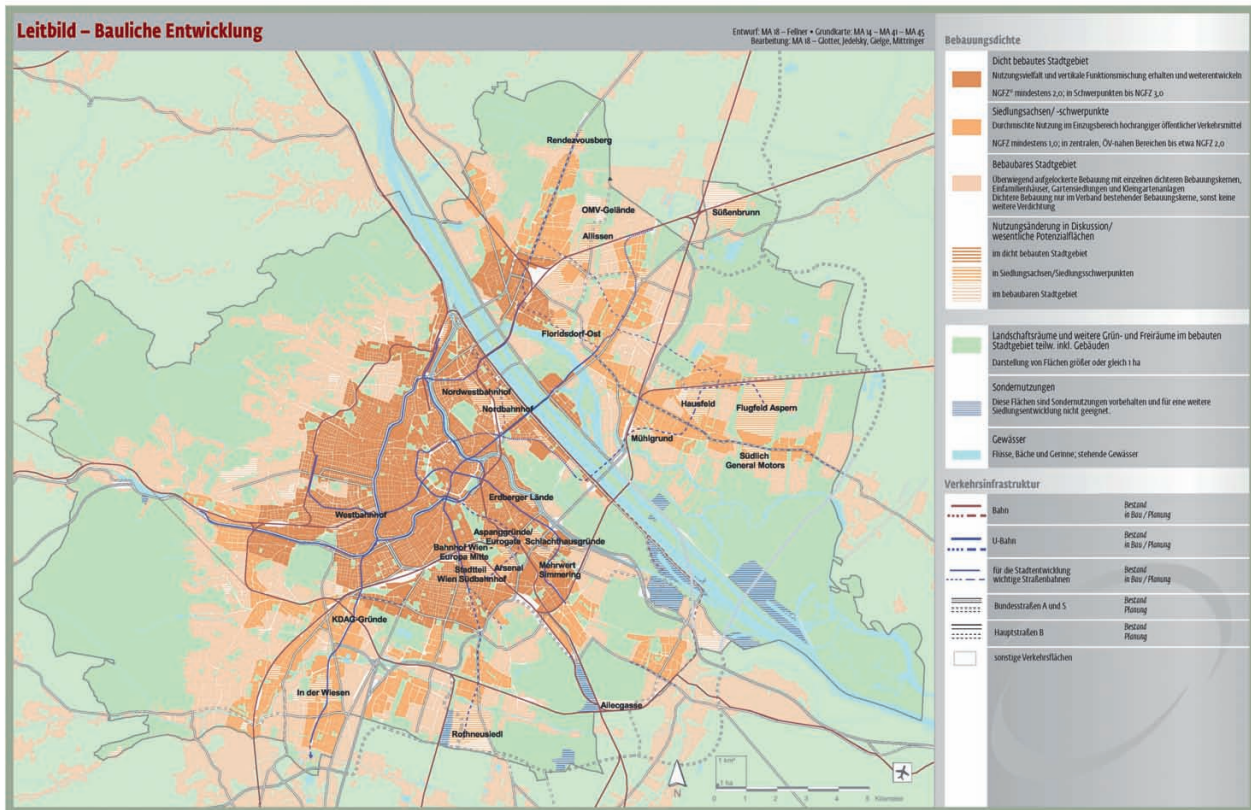 Leitbild – Bauliche Entwicklung
Entwurf: MA 18 – Fellner • Grundkarte: MA 14 – MA 41 – MA 45
Bearbeitung: MA 18 – Glotter, Jedelsky, Gielge, Mittringer
Rendezvousberg
OMV-Gelände
Süßenbrunn
Allissen
Floridsdorf-Ost
Nordwestbahnhof
Nordbahnhof
Hausfeld
Flugfeld Aspern
Mühlgrund
Südlich
General Motors
Erdberger Lände
Westbahnhof
Aspanggründe/
Eurogate
Schlachthausgründe
Bahnhof Wien -
Europa Mitte
Stadtteil
Wien Südbahnhof
Arsenal
Mehrwert
Simmering
KDAG-Gründe
In der Wiesen
Ailecgasse
Rothneusiedl
1 km²
1 ha
N
0 1 2 3 4 5 Kilometer
Bebauungsdichte
Dicht bebautes Stadtgebiet
Nutzungsvielfalt und vertikale Funktionsmischung erhalten und weiterentwickeln
NGFZ* mindestens 2,0; in Schwerpunkten bis NGFZ 3,0
Siedlungsachsen/ -schwerpunkte
Durchmischte Nutzung im Einzugsbereich hochrangiger öffentlicher Verkehrsmittel
NGFZ mindestens 1,0; in zentralen, ÖV-nahen Bereichen bis etwa NGFZ 2,0
Bebaubares Stadtgebiet
Überwiegend aufgelockerte Bebauung mit einzelnen dichteren Bebauungskernen,
Einfamilienhäuser, Gartensiedlungen und Kleingartenanlagen
Dichtere Bebauung nur im Verband bestehender Bebauungskerne, sonst keine
weitere Verdichtung
Nutzungsänderung in Diskussion/
wesentliche Potenzialflächen
im dicht bebauten Stadtgebiet
in Siedlungsachsen/Siedlungsschwerpunkten
im bebaubaren Stadtgebiet
Landschaftsräume und weitere Grün- und Freiräume im bebauten
Stadtgebiet teilw. inkl. Gebäuden
Darstellung von Flächen größer oder gleich 1 ha
Sondernutzungen
Diese Flächen sind Sondernutzungen vorbehalten und für eine weitere
Siedlungsentwicklung nicht geeignet.
Gewässer
Flüsse, Bäche und Gerinne; stehende Gewässer
Verkehrsinfrastruktur
Bahn Bestand
in Bau / Planung
U-Bahn Bestand
in Bau / Planung
für die Stadtentwicklung Bestand
wichtige Straßenbahnen in Bau / Planung
Bundesstraßen A und S Bestand
Planung
Hauptstraßen B Bestand
Planung
sonstige Verkehrsflächen